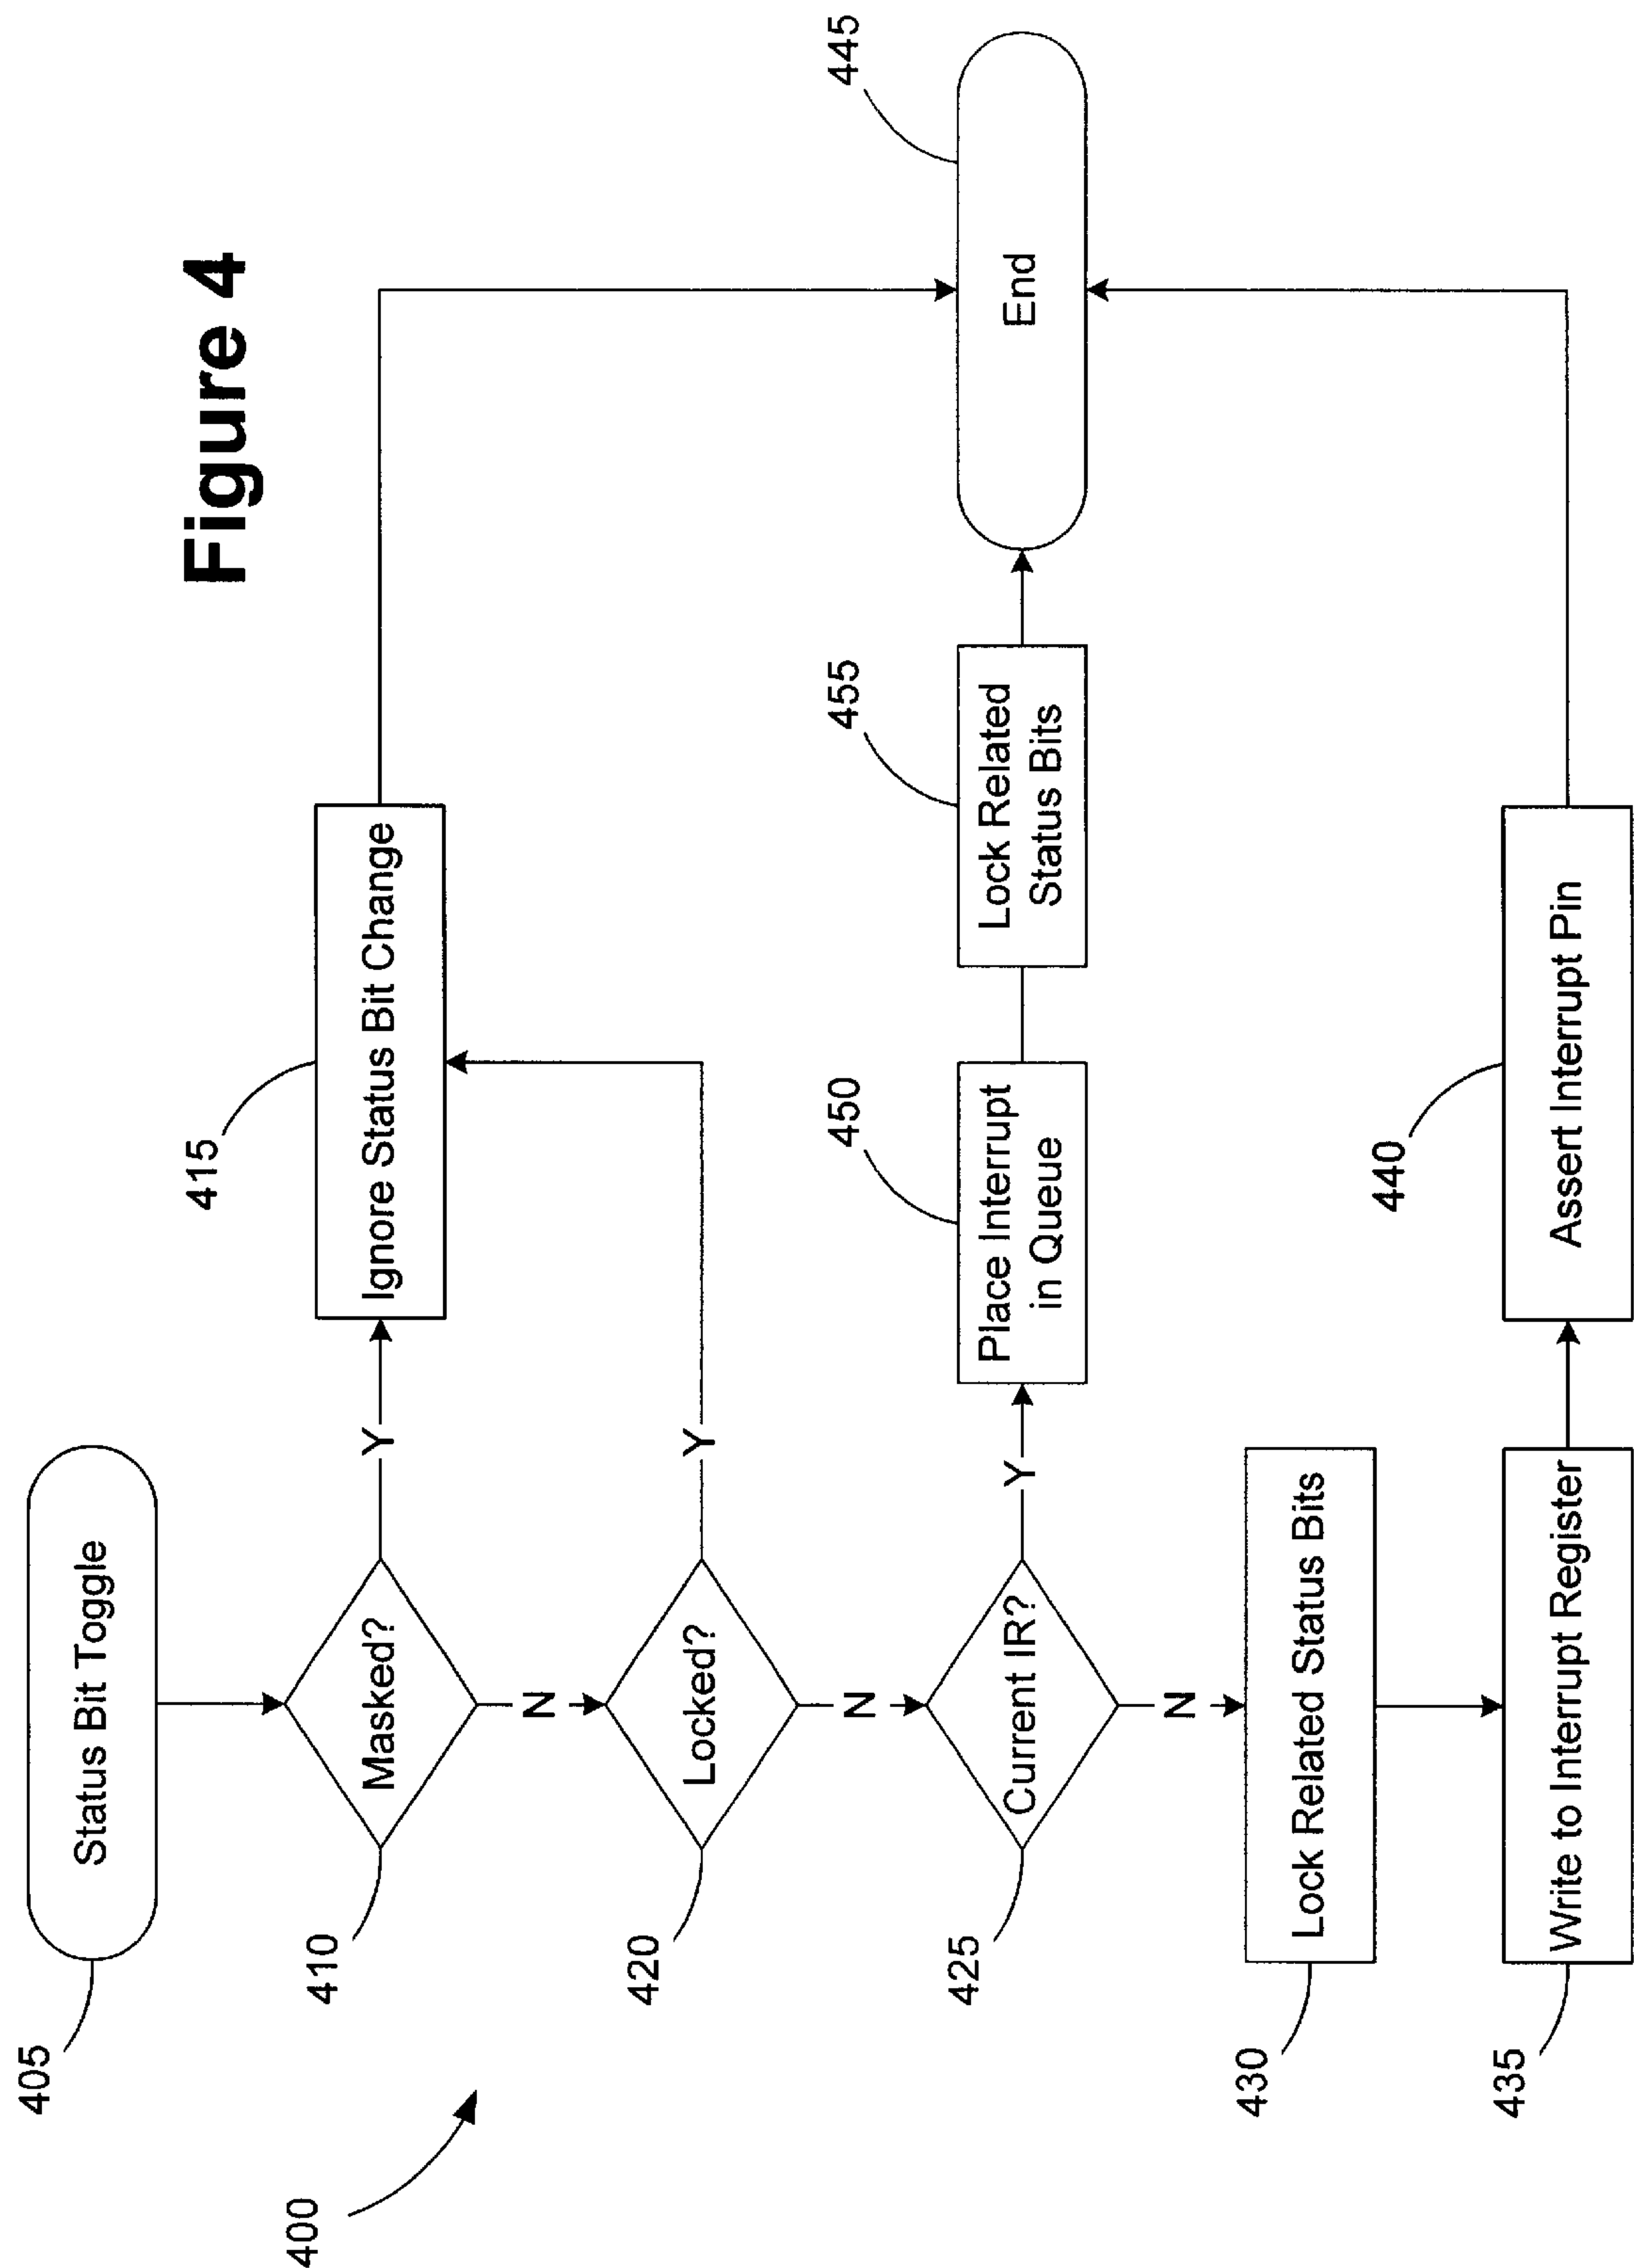 Figure 4
400
405
Status Bit Toggle
410
Masked?
Y
415
Ignore Status Bit Change
N
420
Locked?
Y
N
425
Current IR?
Y
450
Place Interrupt
in Queue
455
Lock Related
Status Bits
445
End
N
430
Lock Related Status Bits
435
Write to Interrupt Register
440
Assert Interrupt Pin